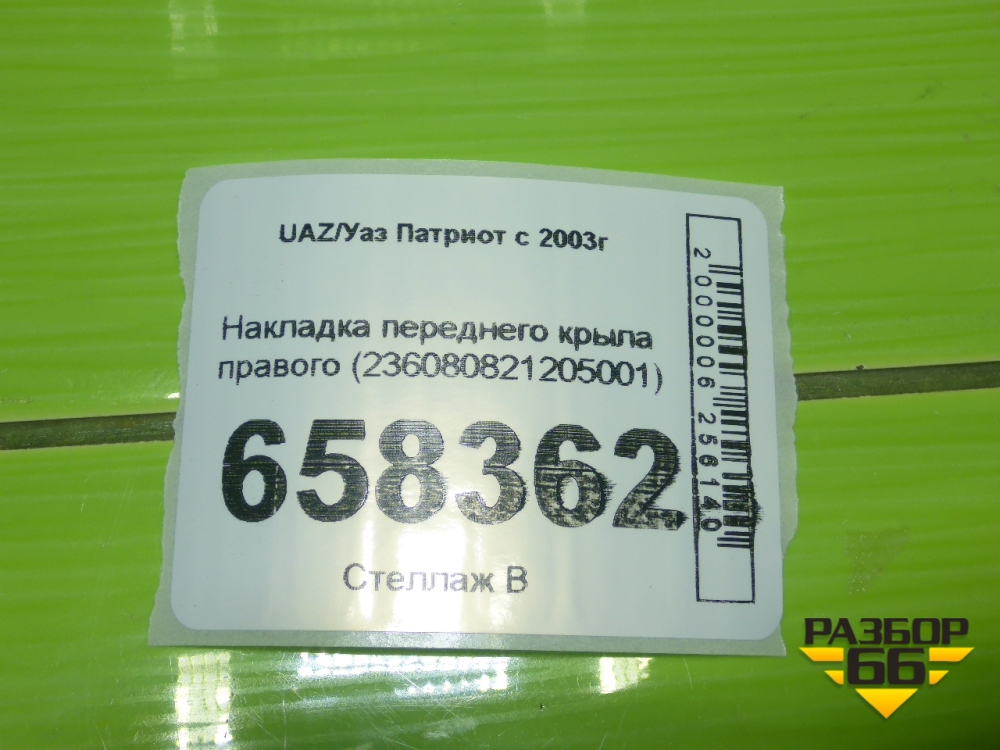 UAZ/Уаз Патриот с 2003г
Накладка переднего крыла
правого (236080821205001)
658362
Стеллаж В
2000006256140
РАЗБОР
66